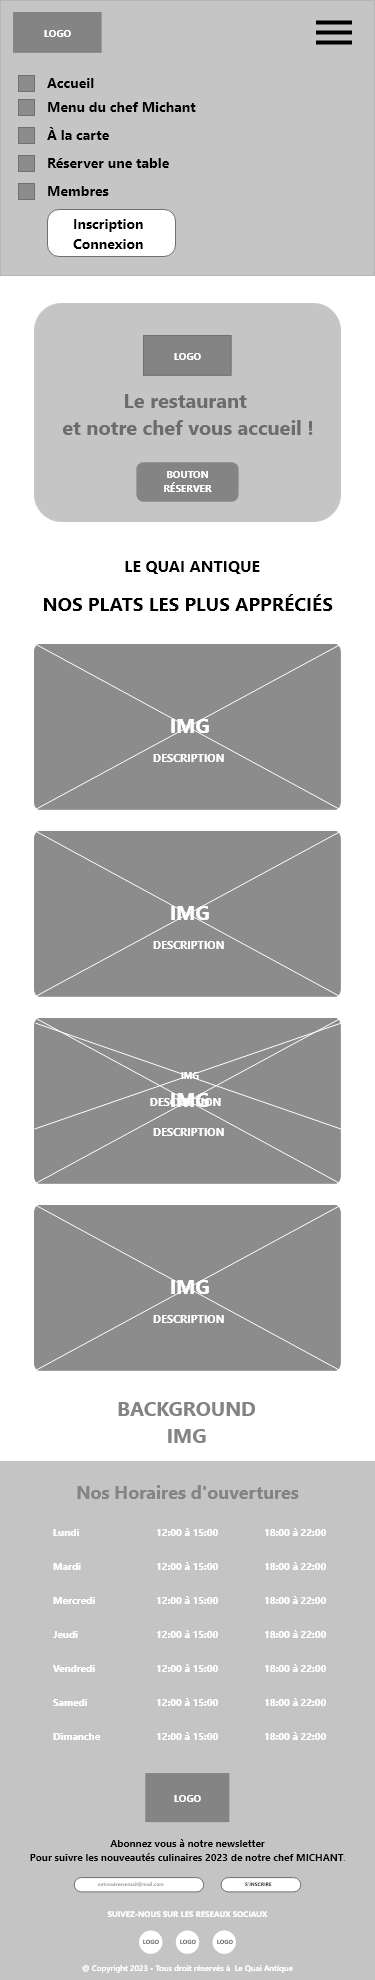 LOGO
Accueil
Menu du chef Michant
À la carte
Réserver une table
Membres
Inscription
Connexion
LOGO
Le restaurant
et notre chef vous accueil !
BOUTON
RÉSERVER
LE QUAI ANTIQUE
NOS PLATS LES PLUS APPRÉCIÉS
IMG
DESCRIPTION
IMG
DESCRIPTION
IMG
DESCRIPTION
IMG
DESCRIPTION
IMG
DESCRIPTION
BACKGROUND
IMG
Nos Horaires d'ouvertures
Lundi 12:00 à 15:00 18:00 à 22:00
Mardi 12:00 à 15:00 18:00 à 22:00
Mercredi 12:00 à 15:00 18:00 à 22:00
Jeudi 12:00 à 15:00 18:00 à 22:00
Vendredi 12:00 à 15:00 18:00 à 22:00
Samedi 12:00 à 15:00 18:00 à 22:00
Dimanche 12:00 à 15:00 18:00 à 22:00
LOGO
Abonnez vous à notre newsletter
Pour suivre les nouveautés culinaires 2023 de notre chef MICHANT.
S'INSCRIRE
SUIVEZ-NOUS SUR LES RESEAUX SOCIAUX
LOGO LOGO LOGO
@ Copyright 2023 - Tous droit réservés à Le Quai Antique